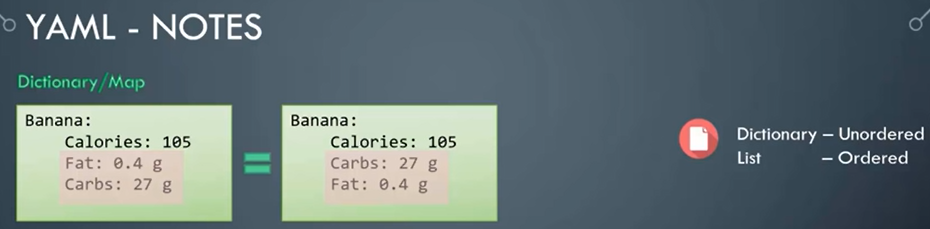 YAML - NOTES
Dictionary/Map
Banana:
Calories: 105
Fat: 0.4 g
Carbs: 27 g
=
Banana:
Calories: 105
Carbs: 27 g
Fat: 0.4 g
Dictionary – Unordered
List – Ordered